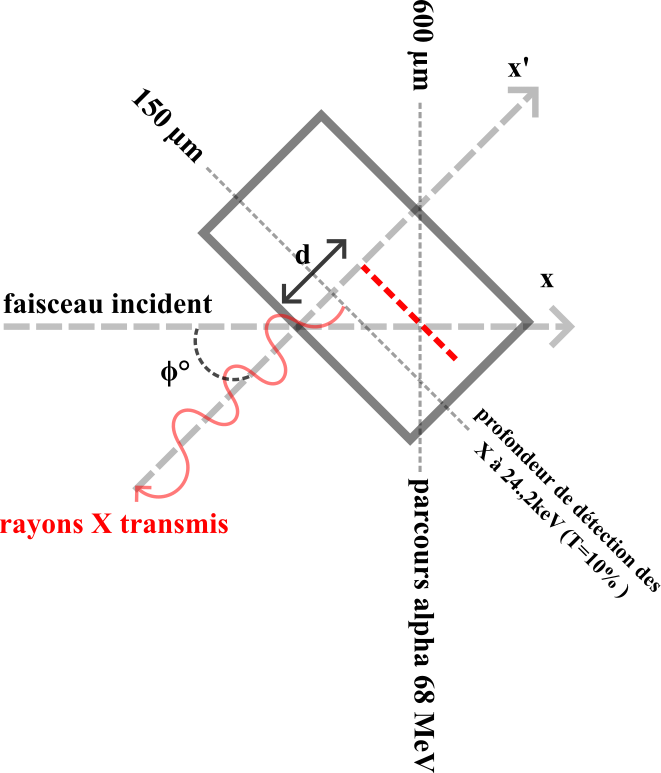 600 μm
x'
150 μm
d
x
faisceau incident
ϕ°
profondeur de détection des
X à 24.,2keV (T=10% )
rayons X transmis
parcours alpha 68 MeV